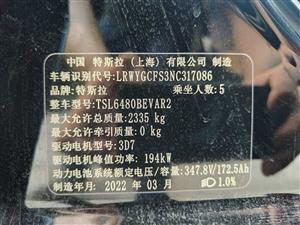 中国 特斯拉(上海)有限公司 制造
车辆识别代号:LRWYGCFS3NC317086
品牌:特斯拉 乘坐人数:5
整车型号:TSL6480BEVAR2
最大允许总质量:2335 kg
最大允许牵引质量:0 kg
驱动电机型号:3D7
驱动电机峰值功率:194kW
动力电池系统额定电压/容量:347.8V/172.5Ah
制造年月:2022 年 03 月 1.0%